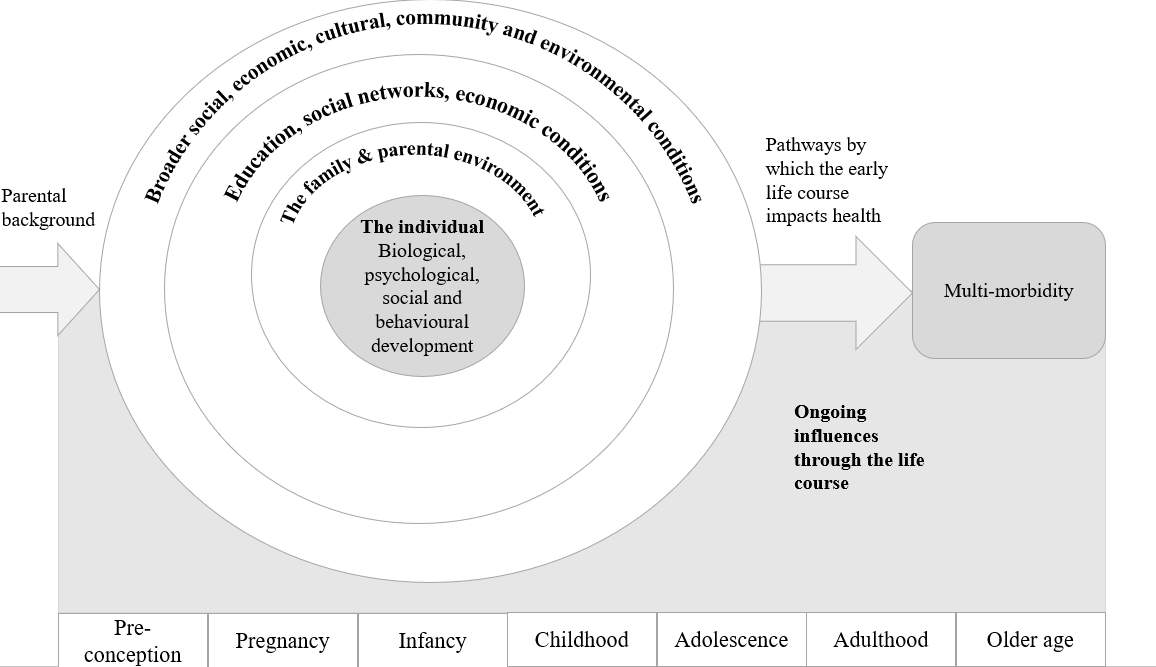 Broader social, economic, cultural, community and environmental conditions
Education, social networks, economic conditions
The family & parental environment
The individual
Biological,
psychological,
social and
behavioural
development
Parental
background
Pathways by
which the early
life course
impacts health
Multi-morbidity
Ongoing
influences
through the life
course
Pre-
conception
Pregnancy
Infancy
Childhood
Adolescence
Adulthood
Older age